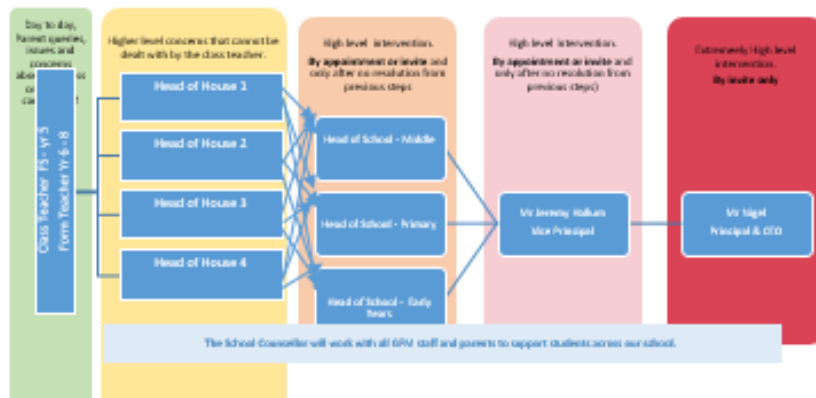 Day to day,
Parent queries,
issues and
concerns
Higher level concerns that cannot be
dealt with by the class teacher.
High level intervention.
By appointment or invite and
only after no resolution from
previous steps
High level intervention.
By appointment or invite and
only after no resolution from
previous steps)
Extremely High level
intervention.
By invite only
Class Teacher FS - yr 5
Form Teacher Yr 6 - 8
Head of House 1
Head of House 2
Head of House 3
Head of House 4
Head of School - Middle
Head of School - Primary
Head of School - Early
Years
Mr Jeremy Hallum
Vice Principal
Mr Nigel
Principal & CEO
The School Counsellor will work with all staff and parents to support students across our school.